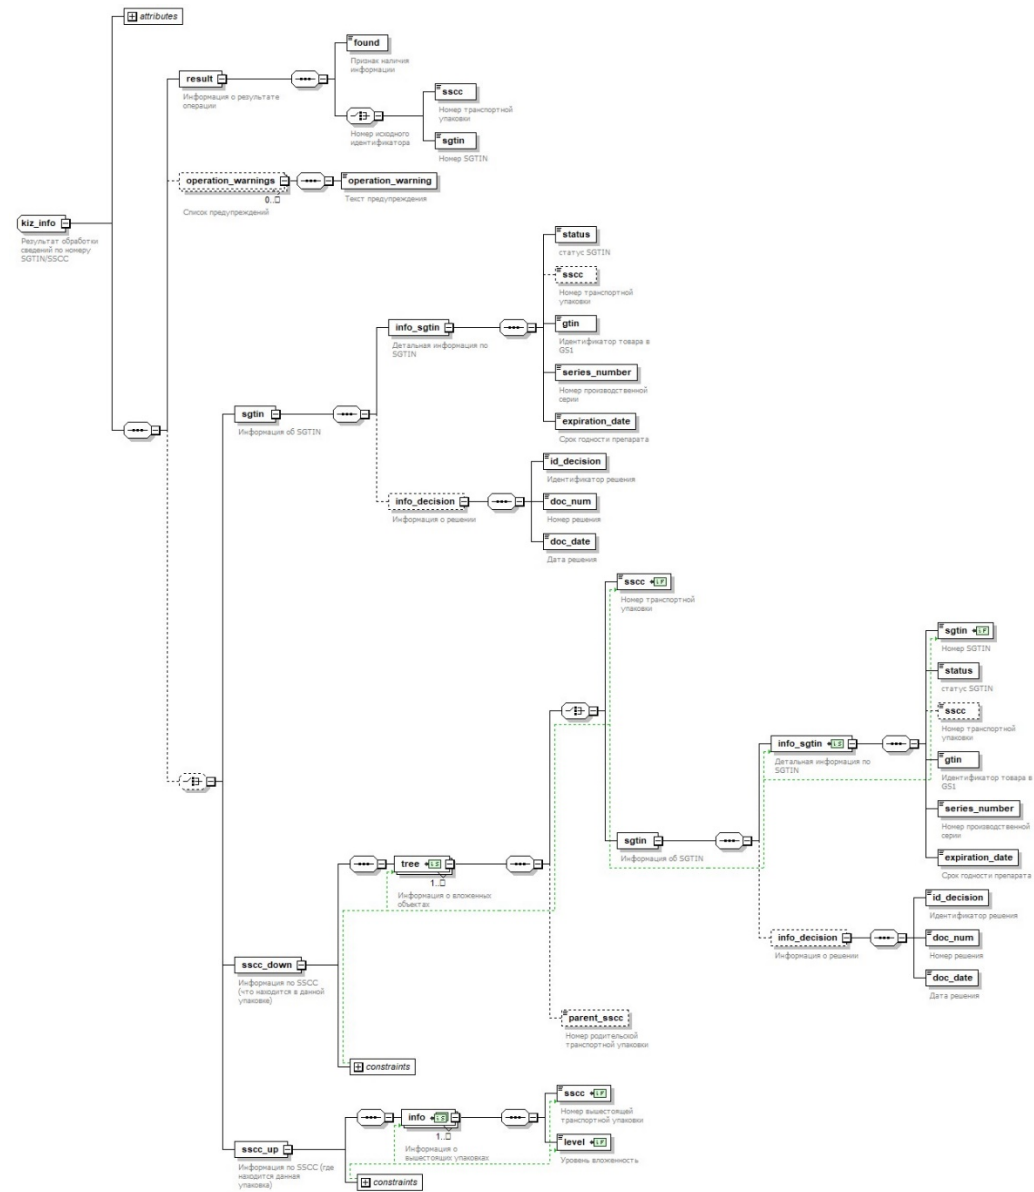 attributes
found
Признак наличия
информации
result
Информация о результате
операции
sscc
Номер транспортной
упаковки
Номер исходного
идентификатора
sgtin
Номер SGTIN
operation_warnings
0..
Список предупреждений
operation_warning
Текст предупреждения
kiz_info
Результат обработки
сведений по номеру
SGTIN/SSCC
status
статус SGTIN
sscc
Номер транспортной
упаковки
info_sgtin
Детальная информация по
SGTIN
gtin
Идентификатор товара в
GS1
series_number
Номер производственной
серии
sgtin
Информация об SGTIN
expiration_date
Срок годности препарата
id_decision
Идентификатор решения
info_decision
Информация о решении
doc_num
Номер решения
doc_date
Дата решения
sscc
Номер транспортной
упаковки
sgtin
Номер SGTIN
status
статус SGTIN
sscc
Номер транспортной
упаковки
info_sgtin
Детальная информация по
SGTIN
gtin
Идентификатор товара в
GS1
series_number
Номер производственной
серии
sgtin
Информация об SGTIN
expiration_date
Срок годности препарата
tree
1..
Информация о вложенных
объектах
id_decision
Идентификатор решения
info_decision
Информация о решении
doc_num
Номер решения
doc_date
Дата решения
sscc_down
Информация по SSCC
(что находится в данной
упаковке)
parent_sscc
Номер родительской
транспортной упаковки
constraints
sscc
Номер вышестоящей
транспортной упаковки
info
1..
Информация о
вышестоящих упаковках
level
Уровень вложенность
sscc_up
Информация по SSCC (где
находится данная
упаковка)
constraints